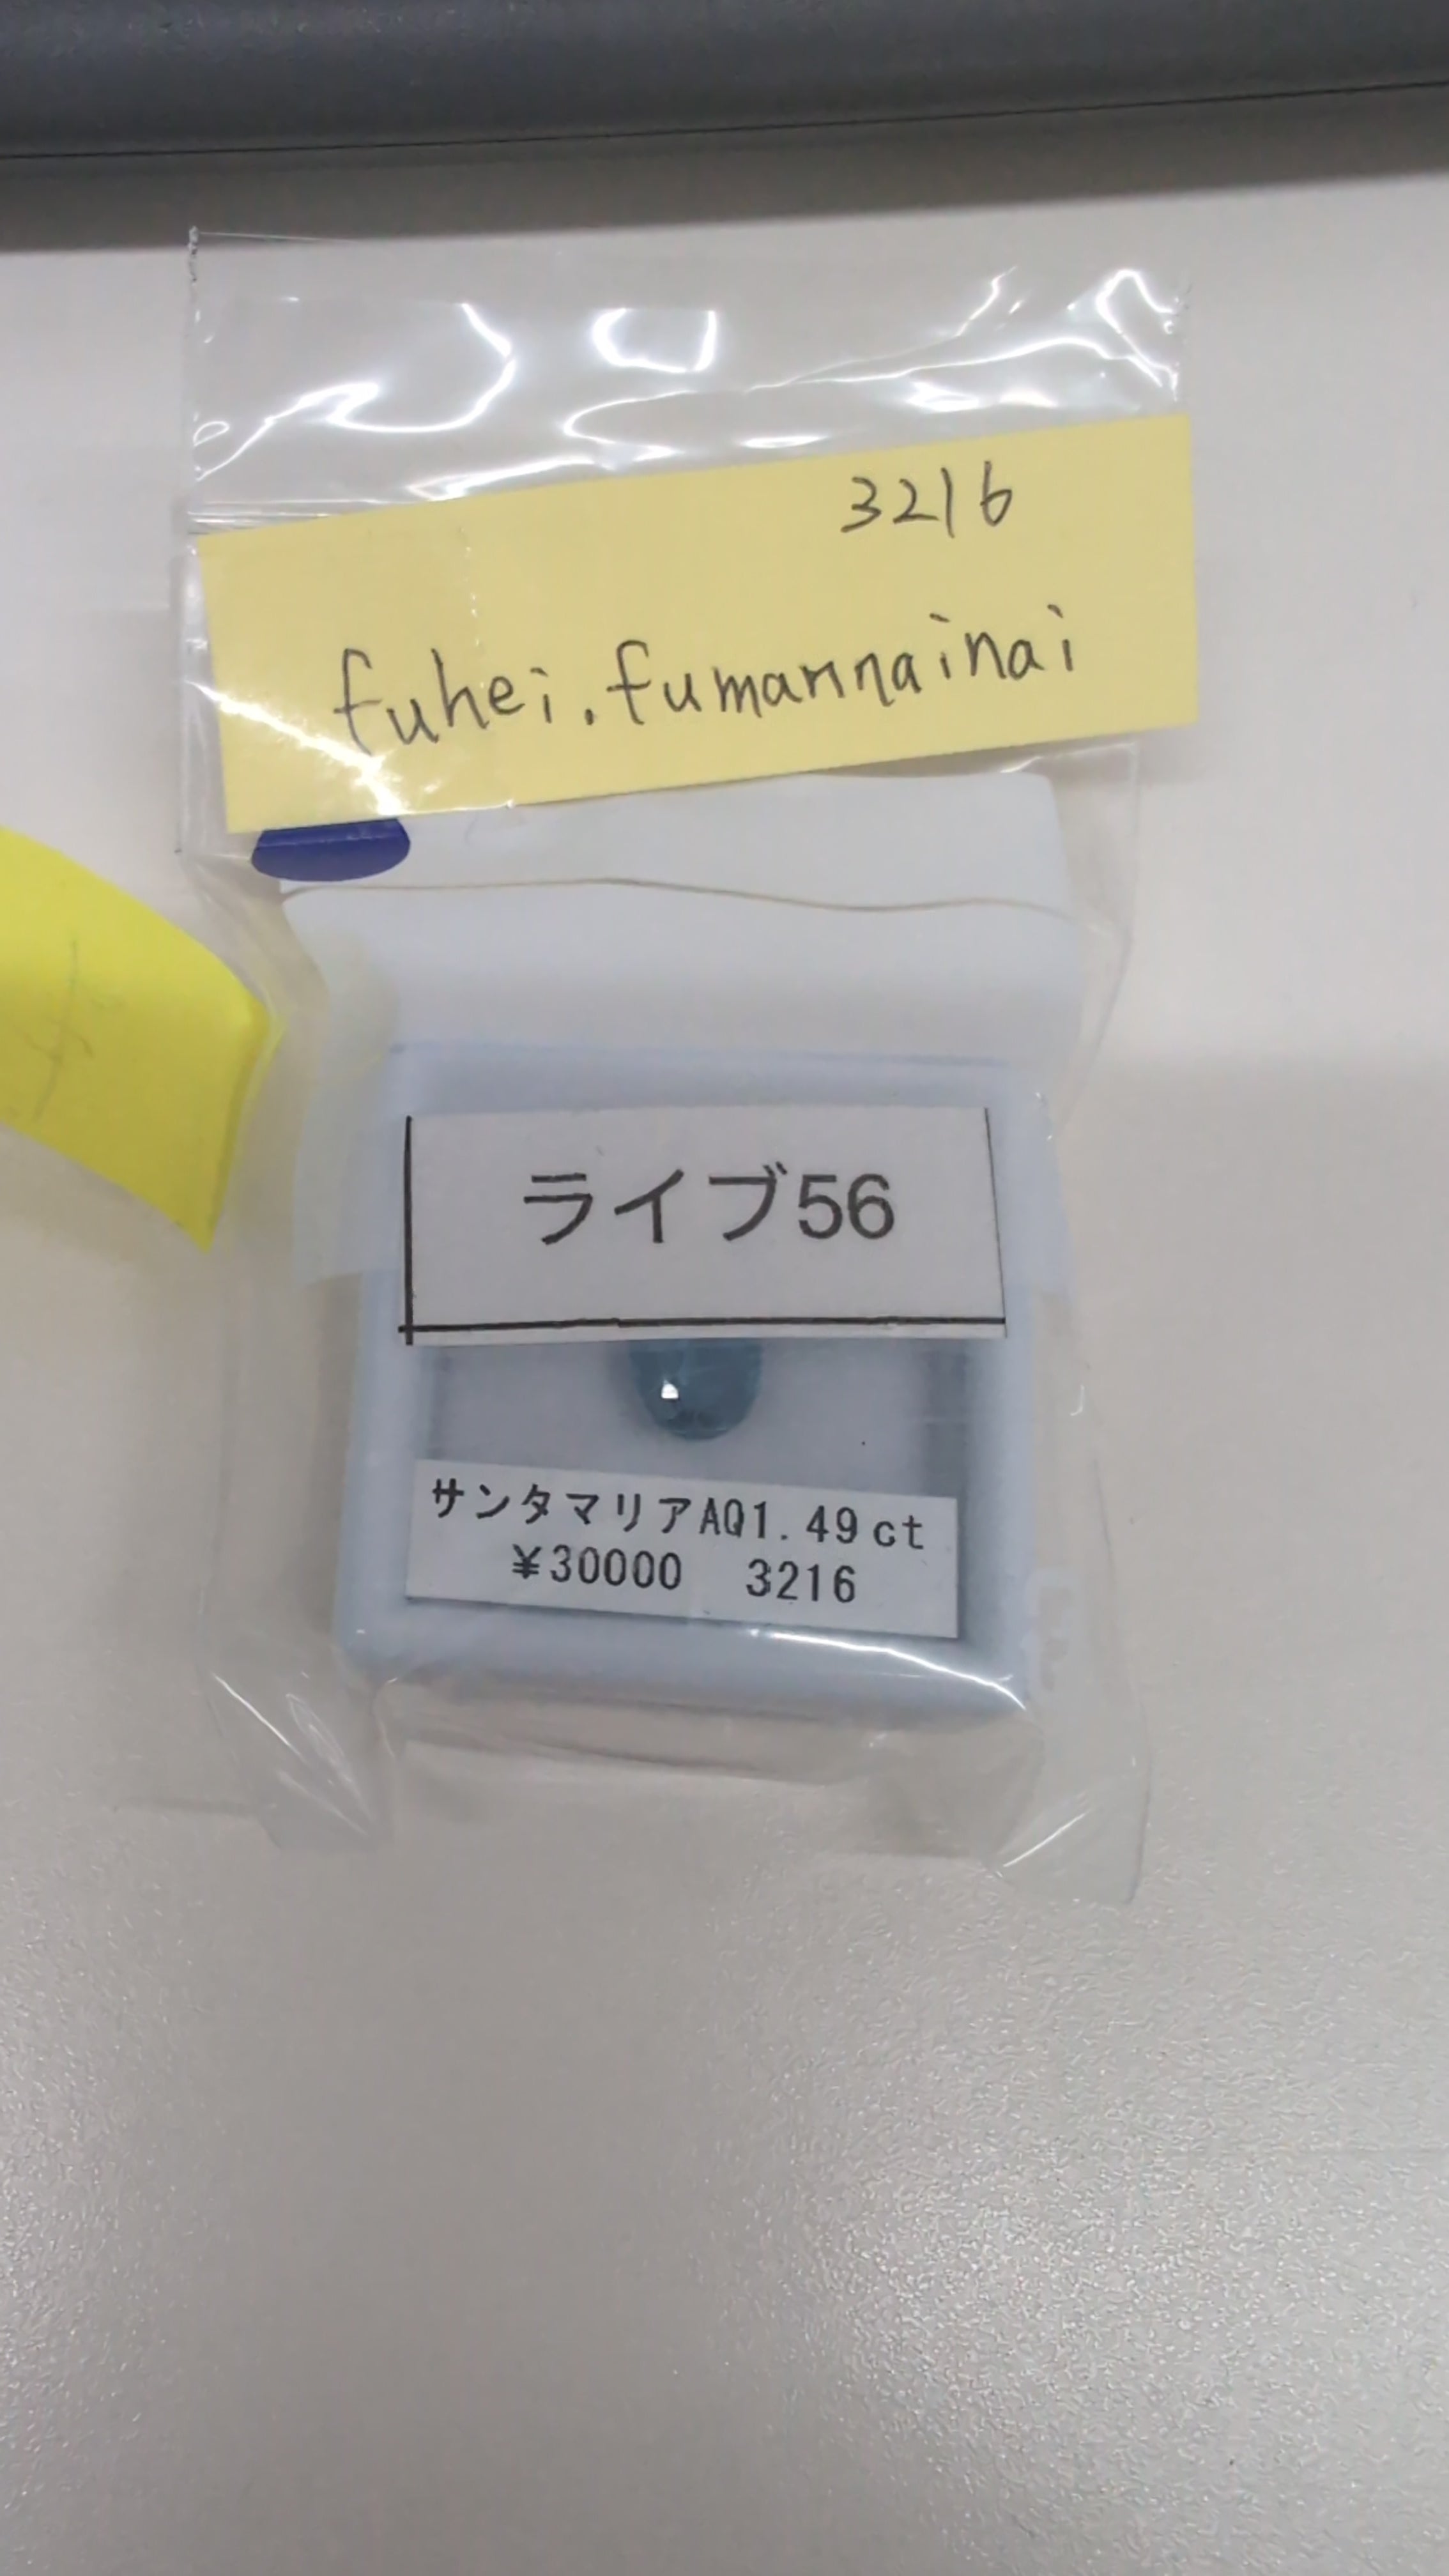 3216
fuhei.fumannainai
ライブ56
サンタマリアAQ1.49ct
¥30000 3216